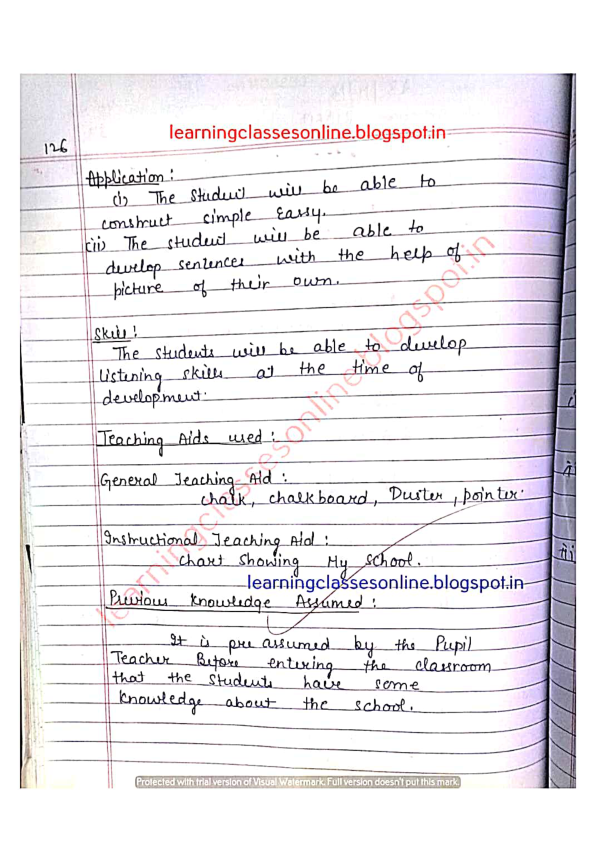 learningclassesonline.blogspot.in
126
Application :
(i) The student will be able to
construct simple Eassy.
(ii) The student will be able to
develop sentences with the help of
picture of their own.
Skill :
The students will be able to develop
listening skills at the time of
development.
Teaching Aids used :
General Teaching Aid :
chalk, chalkboard, Duster, pointer.
Instructional Teaching Aid :
chart showing My school.
learningclassesonline.blogspot.in
Previous Knowledge Assumed :
It is pre assumed by the Pupil
Teacher Before entering the classroom
that the students have some
knowledge about the school.
learningclassesonline.blogspot.in
Protected with trial version of Visual Watermark. Full version doesn't put this mark.